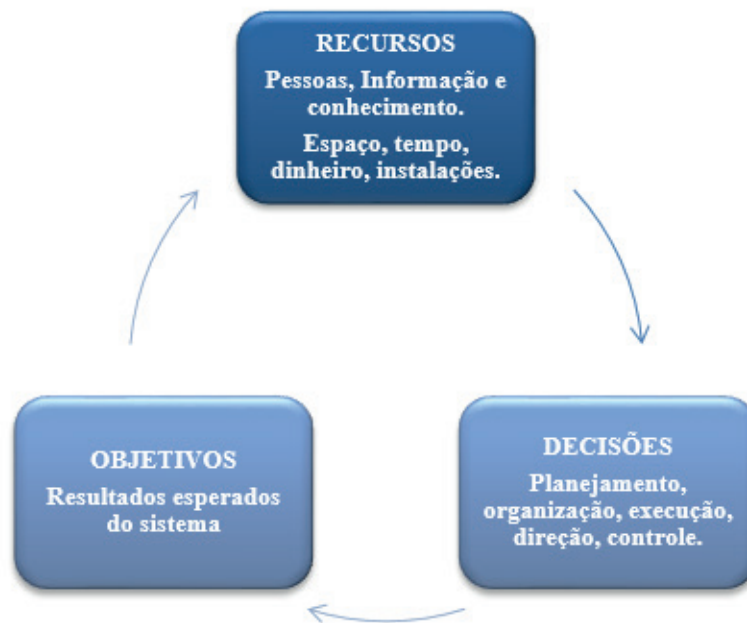 RECURSOS
Pessoas, Informação e
conhecimento.
Espaço, tempo,
dinheiro, instalações.
OBJETIVOS
Resultados esperados
do sistema
DECISÕES
Planejamento,
organização, execução,
direção, controle.